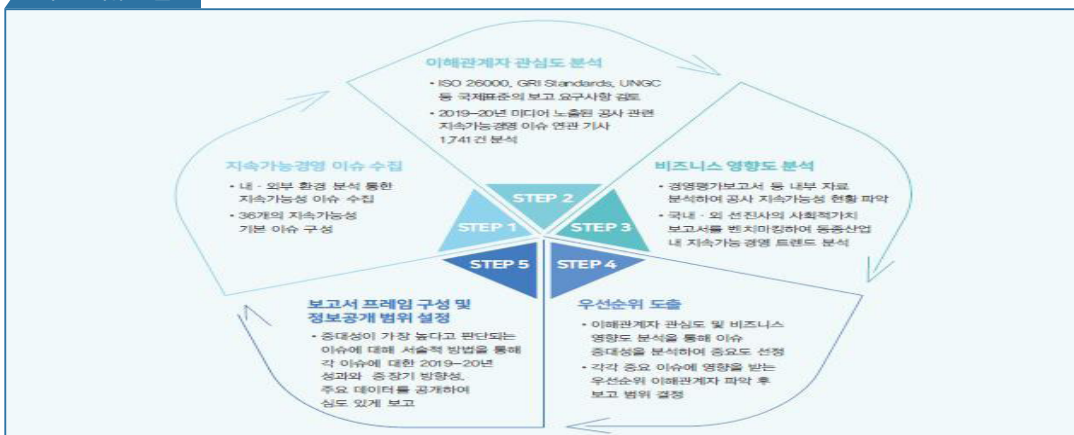 이해관계자 관심도 분석
• ISO 26000, GRI Standards, UNGC
등 국제표준의 보고 요구사항 검토
• 2019-20년 미디어 노출된 공사 관련
지속가능경영 이슈 연관 기사
1,741건 분석
지속가능경영 이슈 수집
• 내 · 외부 환경 분석 통한
지속가능성 이슈 수집
• 36개의 지속가능성
기본 이슈 구성
비즈니스 영향도 분석
• 경영평가보고서 등 내부 자료
분석하여 공사 지속가능성 현황 파악
• 국내 · 외 선진사의 사회적가치
보고서를 벤치마킹하여 동종산업
내 지속가능 경영 트렌드 분석
STEP 2
STEP 1
STEP 3
STEP 5
STEP 4
보고서 프레임 구성 및
정보공개 범위 설정
• 중대성이 가장 높다고 판단되는
이슈에 대해 서술적 방법을 통해
각 이슈에 대한 2019-20년
성과와 중장기 방향성,
주요 데이터를 공개하여
심도 있게 보고
우선순위 도출
• 이해관계자 관심도 및 비즈니스
영향도 분석을 통해 이슈
중대성을 분석하여 중요도 선정
• 각각 중요 이슈에 영향을 받는
우선순위 이해관계자 파악 후
보고 범위 결정